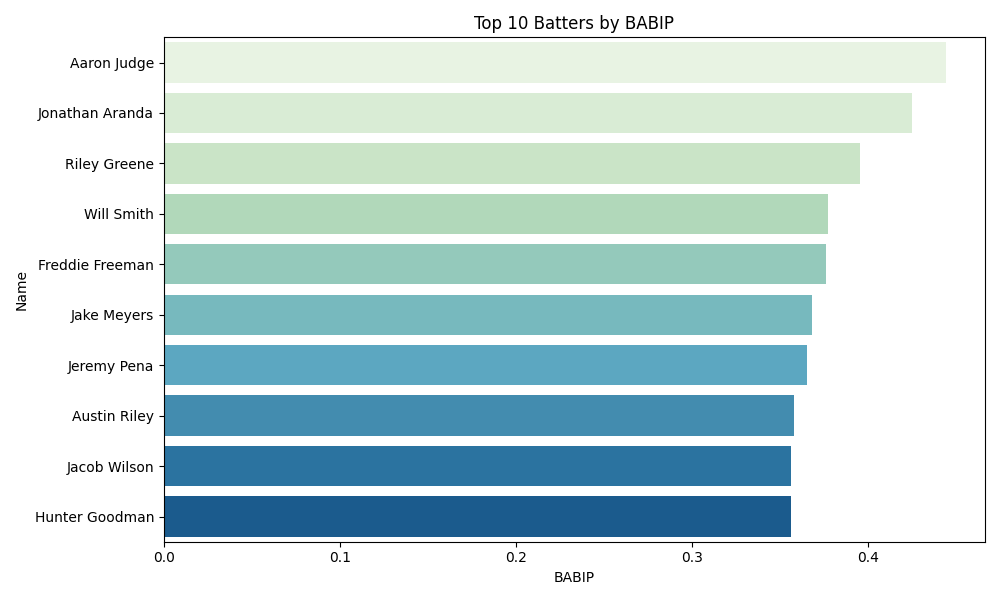 Top 10 Batters by BABIP
Name
Aaron Judge
Jonathan Aranda
Riley Greene
Will Smith
Freddie Freeman
Jake Meyers
Jeremy Pena
Austin Riley
Jacob Wilson
Hunter Goodman
0.0 0.1 0.2 0.3 0.4
BABIP